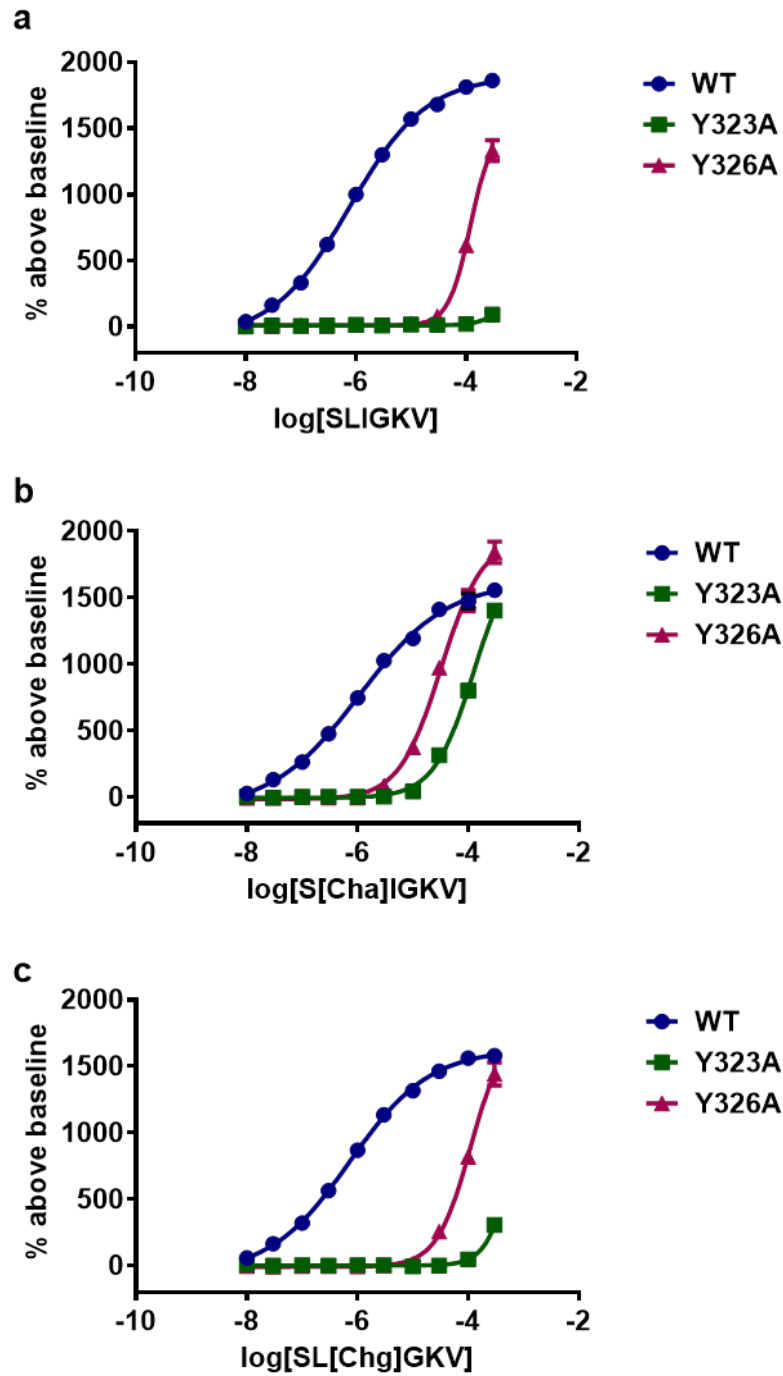 a
2000
1500
1000
500
0
% above baseline
-10 -8 -6 -4 -2
log[SLIGKV]
WT
Y323A
Y326A
b
2000
1500
1000
500
0
% above baseline
-10 -8 -6 -4 -2
log[S[Cha]IGKV]
WT
Y323A
Y326A
c
2000
1500
1000
500
0
% above baseline
-10 -8 -6 -4 -2
log[SL[Chg]GKV]
WT
Y323A
Y326A